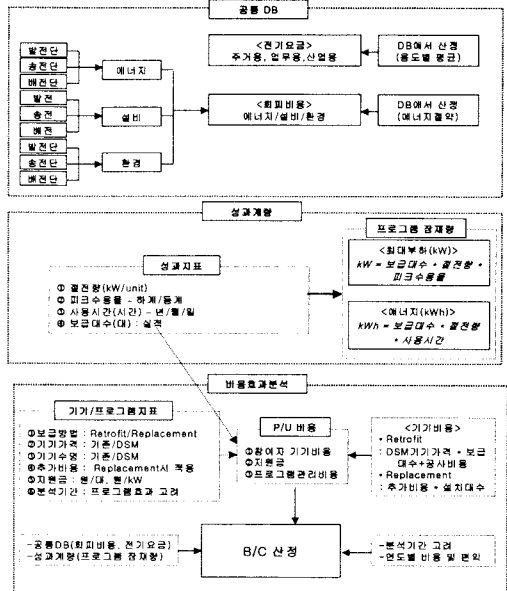 공통 DB
발전단
송전단
배전단
에너지
발전
송전
배전
설비
발전단
송전단
배전단
환경
<전기요금>
주거용, 업무용,산업용
DB에서 산정
(용도별 평균)
<회피비용>
에너지/설비/환경
DB에서 산정
(에너지절약)
성과계량
성과지표
① 절전량(kW/unit)
② 피크수용율 - 하계/동계
③ 사용시간(시간) - 년/월/일
④ 보급대수(대) : 실적
프로그램 잠재량
<최대부하(kW)>
kW = 보급대수 * 절전량 *
피크수용율
<에너지(kWh)>
kWh = 보급대수 * 절전량
* 사용시간
비용효과분석
기기/프로그램지표
①보급방법 : Retrofit/Replacement
②기기가격 : 기존/DSM
③기기수명 : 기존/DSM
④추가비용 : Replacement시 적용
⑤지원금 : 원/대, 원/kW
⑥분석기간 : 프로그램효과 고려
P/U 비용
①참여자 기기비용
②지원금
③프로그램관리비용
<기기비용>
* Retrofit
: DSM기기가격 * 보급
대수+공사비용
* Replacement
: 추가비용 * 설치대수
-공통DB(회피비용, 전기요금)
-성과계량(프로그램 잠재량)
B/C 산정
-분석기간 고려
-연도별 비용 및 편익